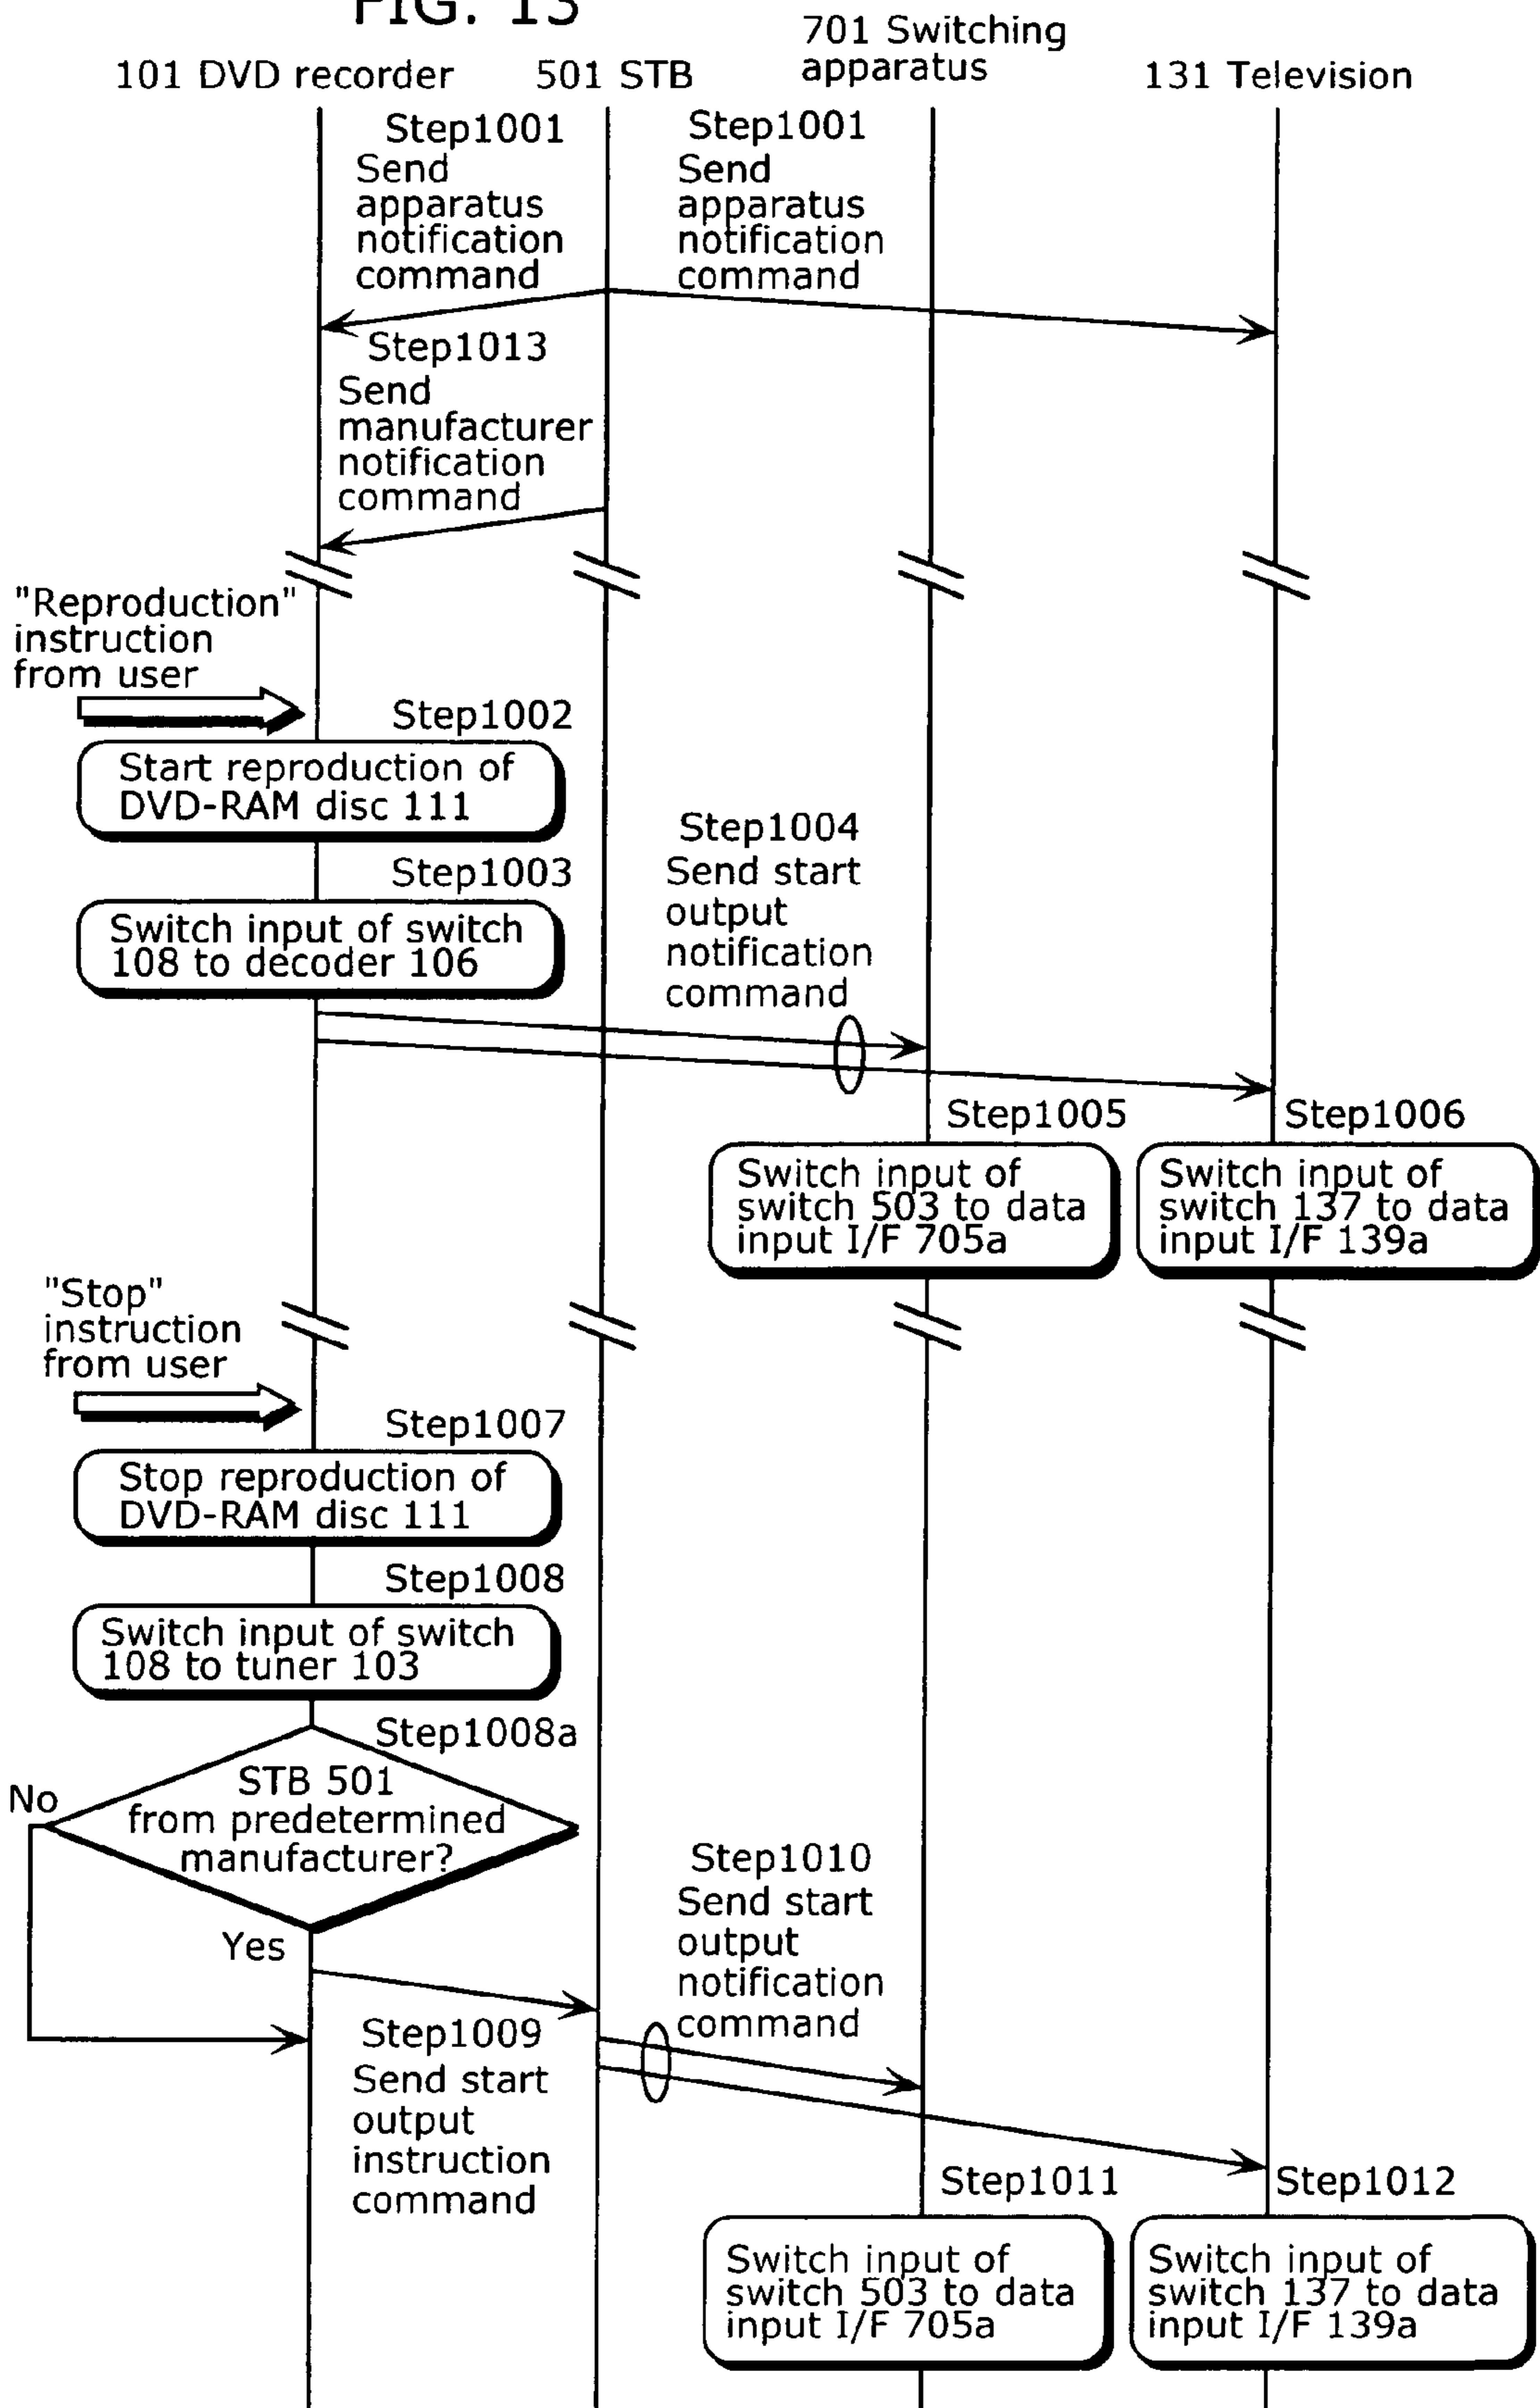 FIG. 13
101 DVD recorder
501 STB
701 Switching
apparatus
131 Television
Step1001
Send
apparatus
notification
command
Step1001
Send
apparatus
notification
command
Step1013
Send
manufacturer
notification
command
"Reproduction"
instruction
from user
Step1002
Start reproduction of
DVD-RAM disc 111
Step1003
Switch input of switch
108 to decoder 106
Step1004
Send start
output
notification
command
Step1005
Switch input of
switch 503 to data
input I/F 705a
Step1006
Switch input of
switch 137 to data
input I/F 139a
"Stop"
instruction
from user
Step1007
Stop reproduction of
DVD-RAM disc 111
Step1008
Switch input of switch
108 to tuner 103
Step1008a
STB 501
from predetermined
manufacturer?
No
Yes
Step1009
Send start
output
instruction
command
Step1010
Send start
output
notification
command
Step1011
Switch input of
switch 503 to data
input I/F 705a
Step1012
Switch input of
switch 137 to data
input I/F 139a